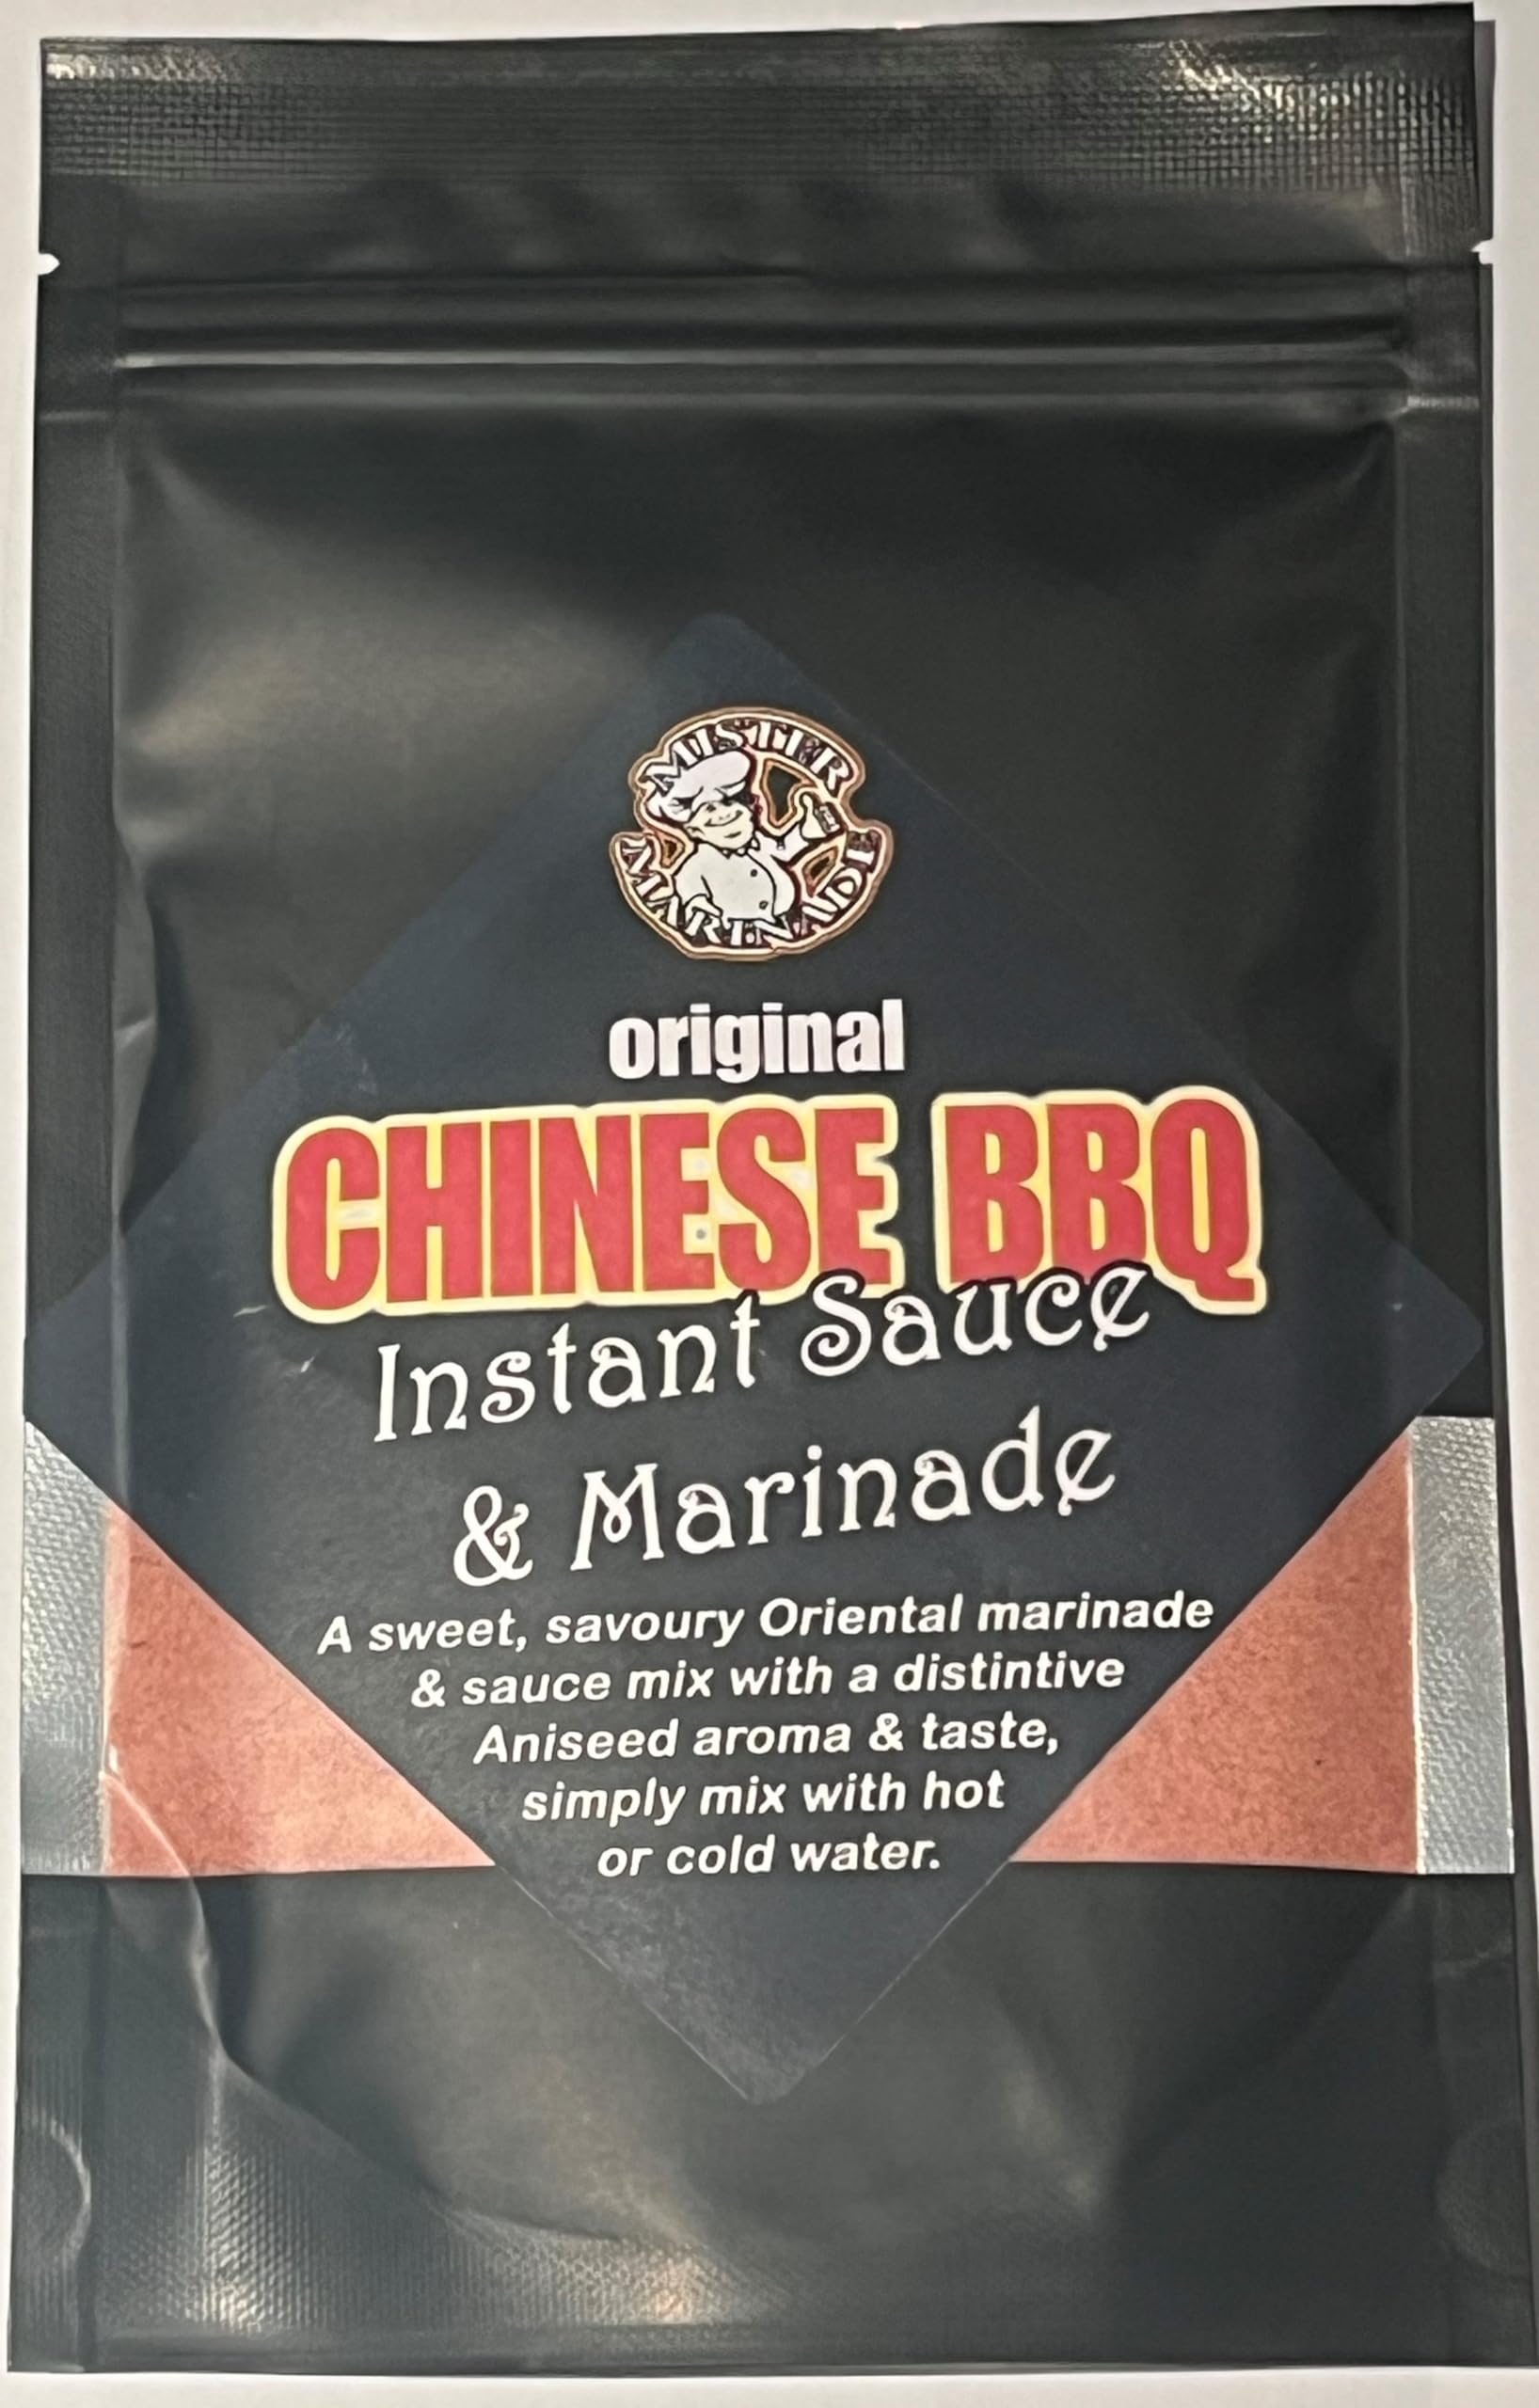 MISTER
MARINADE
original
CHINESE BBQ
Instant Sauce
& Marinade
A sweet, savoury Oriental marinade
& sauce mix with a distintive
Aniseed aroma & taste,
simply mix with hot
or cold water.